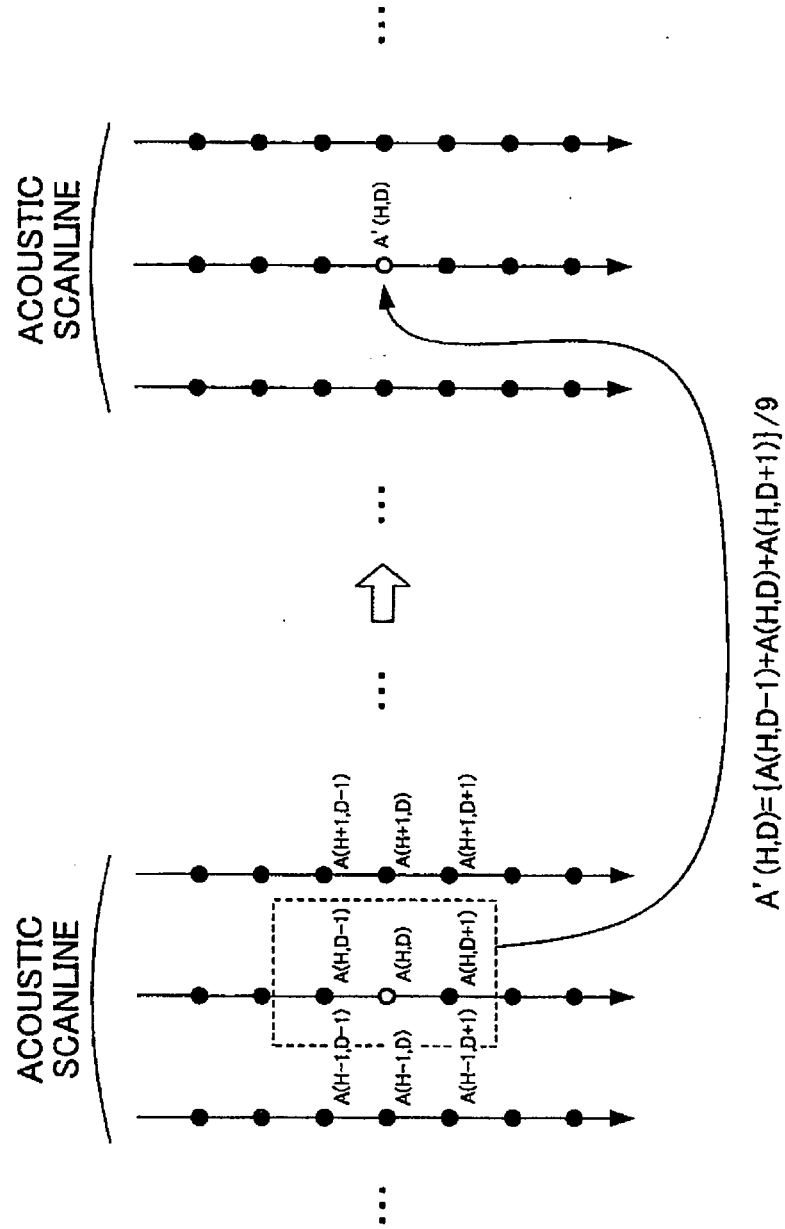 ACOUSTIC
SCANLINE
ACOUSTIC
SCANLINE
A(H-1,D-1)
A(H,D-1)
A(H+1,D-1)
A(H-1,D)
A(H,D)
A(H+1,D)
A(H-1,D+1)
A(H,D+1)
A(H+1,D+1)
A'(H,D)
A'(H,D)={A(H,D-1)+A(H,D)+A(H,D+1)}/9